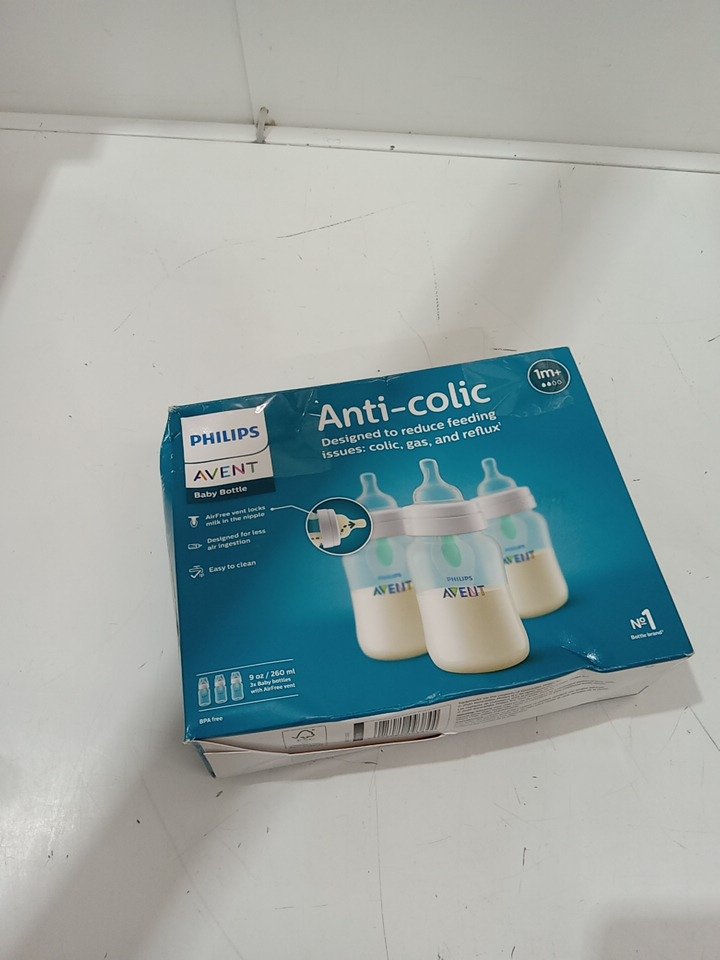 1m+
Anti-colic
Designed to reduce feeding
issues: colic, gas, and reflux¹
PHILIPS
AVENT
Baby Bottle
AirFree vent locks
milk in the nipple
Designed for less
air ingestion
Easy to clean
PHILIPS
AVENT
PHILIPS
AVENT
AVENT
Nº1
Bottle brand*
9 oz / 260 ml
3x Baby bottles
with AirFree vent
BPA free